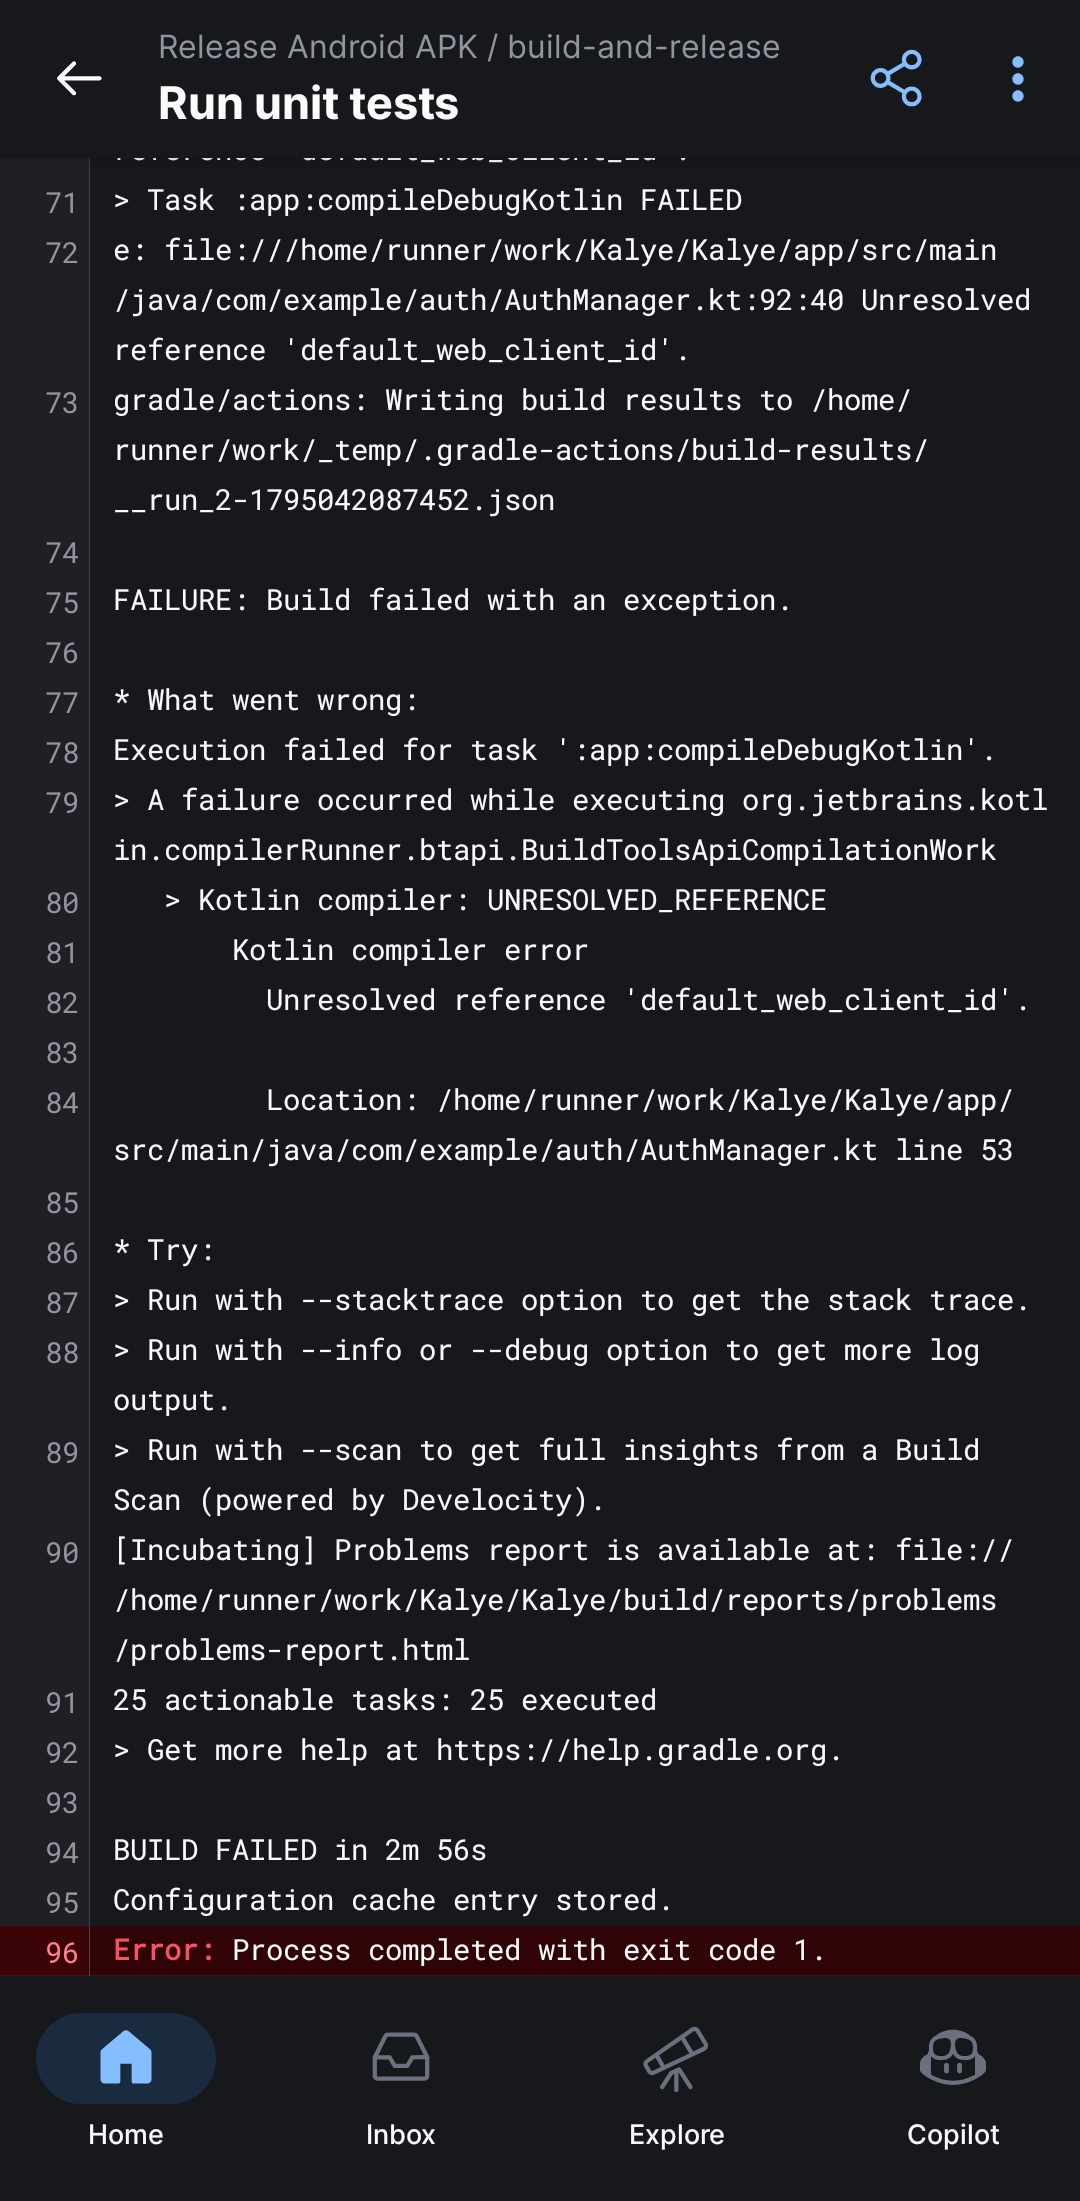 Release Android APK / build-and-release
Run unit tests
reference 'default_web_client_id'.
71 > Task :app:compileDebugKotlin FAILED
72 e: file:///home/runner/work/Kalye/Kalye/app/src/main
/java/com/example/auth/AuthManager.kt:92:40 Unresolved
reference 'default_web_client_id'.
73 gradle/actions: Writing build results to /home/
runner/work/_temp/.gradle-actions/build-results/
__run_2-1795042087452.json
74
75 FAILURE: Build failed with an exception.
76
77 * What went wrong:
78 Execution failed for task ':app:compileDebugKotlin'.
79 > A failure occurred while executing org.jetbrains.kotl
in.compilerRunner.btapi.BuildToolsApiCompilationWork
80 > Kotlin compiler: UNRESOLVED_REFERENCE
81 Kotlin compiler error
82 Unresolved reference 'default_web_client_id'.
83
84 Location: /home/runner/work/Kalye/Kalye/app/
src/main/java/com/example/auth/AuthManager.kt line 53
85
86 * Try:
87 > Run with --stacktrace option to get the stack trace.
88 > Run with --info or --debug option to get more log
output.
89 > Run with --scan to get full insights from a Build
Scan (powered by Develocity).
90 [Incubating] Problems report is available at: file://
/home/runner/work/Kalye/Kalye/build/reports/problems
/problems-report.html
91 25 actionable tasks: 25 executed
92 > Get more help at https://help.gradle.org.
93
94 BUILD FAILED in 2m 56s
95 Configuration cache entry stored.
96 Error: Process completed with exit code 1.
Home
Inbox
Explore
Copilot